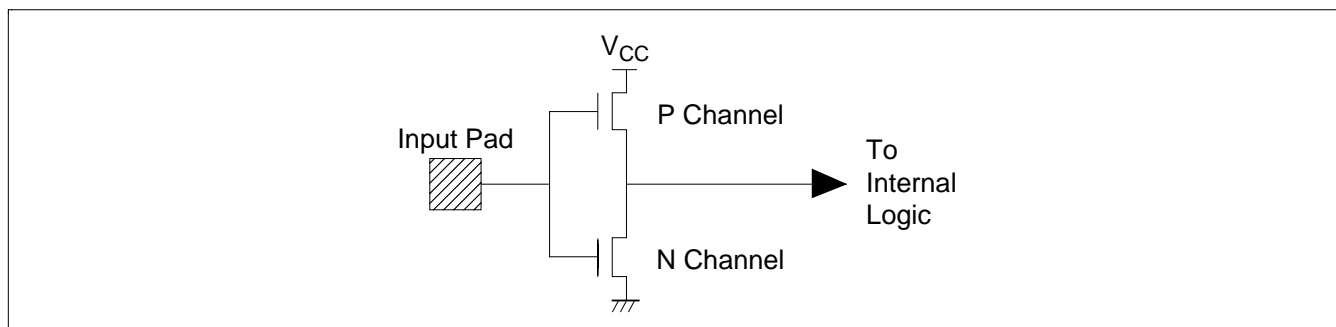 V_CC
P Channel
Input Pad
To
Internal
Logic
N Channel